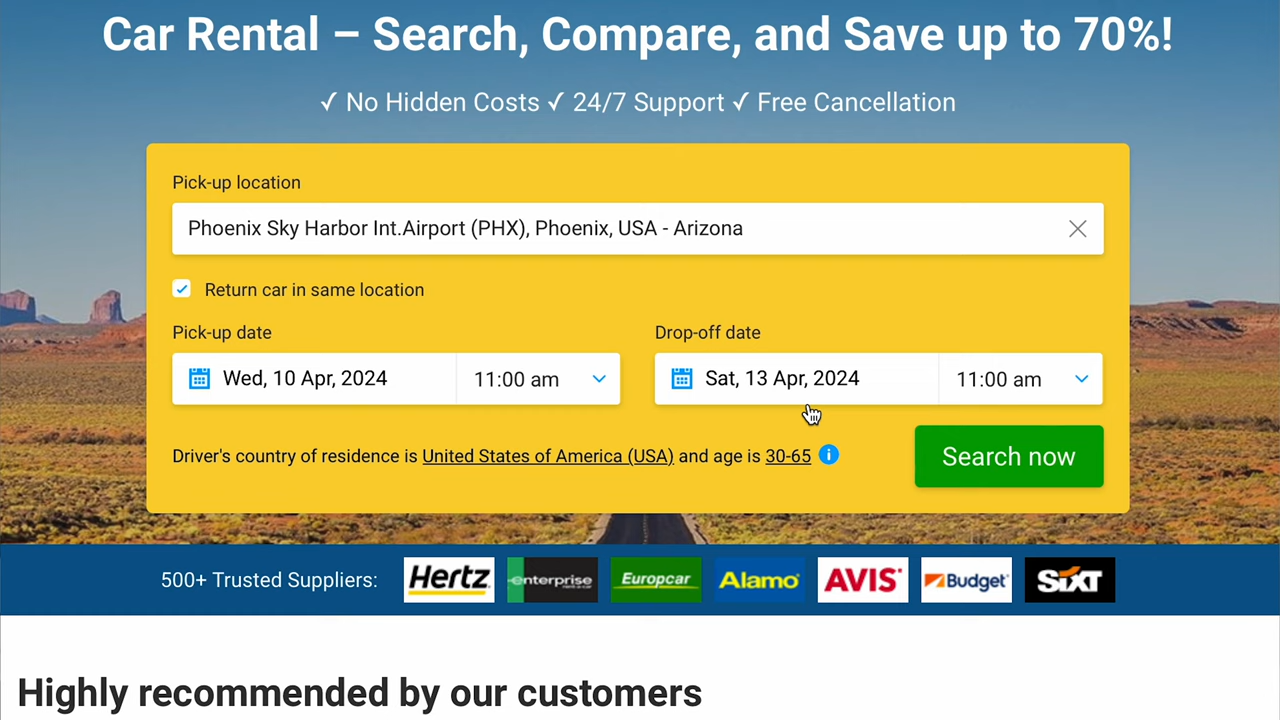 Car Rental – Search, Compare, and Save up to 70%!
✓ No Hidden Costs ✓ 24/7 Support ✓ Free Cancellation
Pick-up location
Phoenix Sky Harbor Int.Airport (PHX), Phoenix, USA - Arizona
Return car in same location
Pick-up date
Drop-off date
Wed, 10 Apr, 2024
11:00 am
Sat, 13 Apr, 2024
11:00 am
Driver's country of residence is United States of America (USA) and age is 30-65
Search now
500+ Trusted Suppliers:
Hertz
enterprise
Europcar
Alamo
AVIS
Budget
SIXT
Highly recommended by our customers